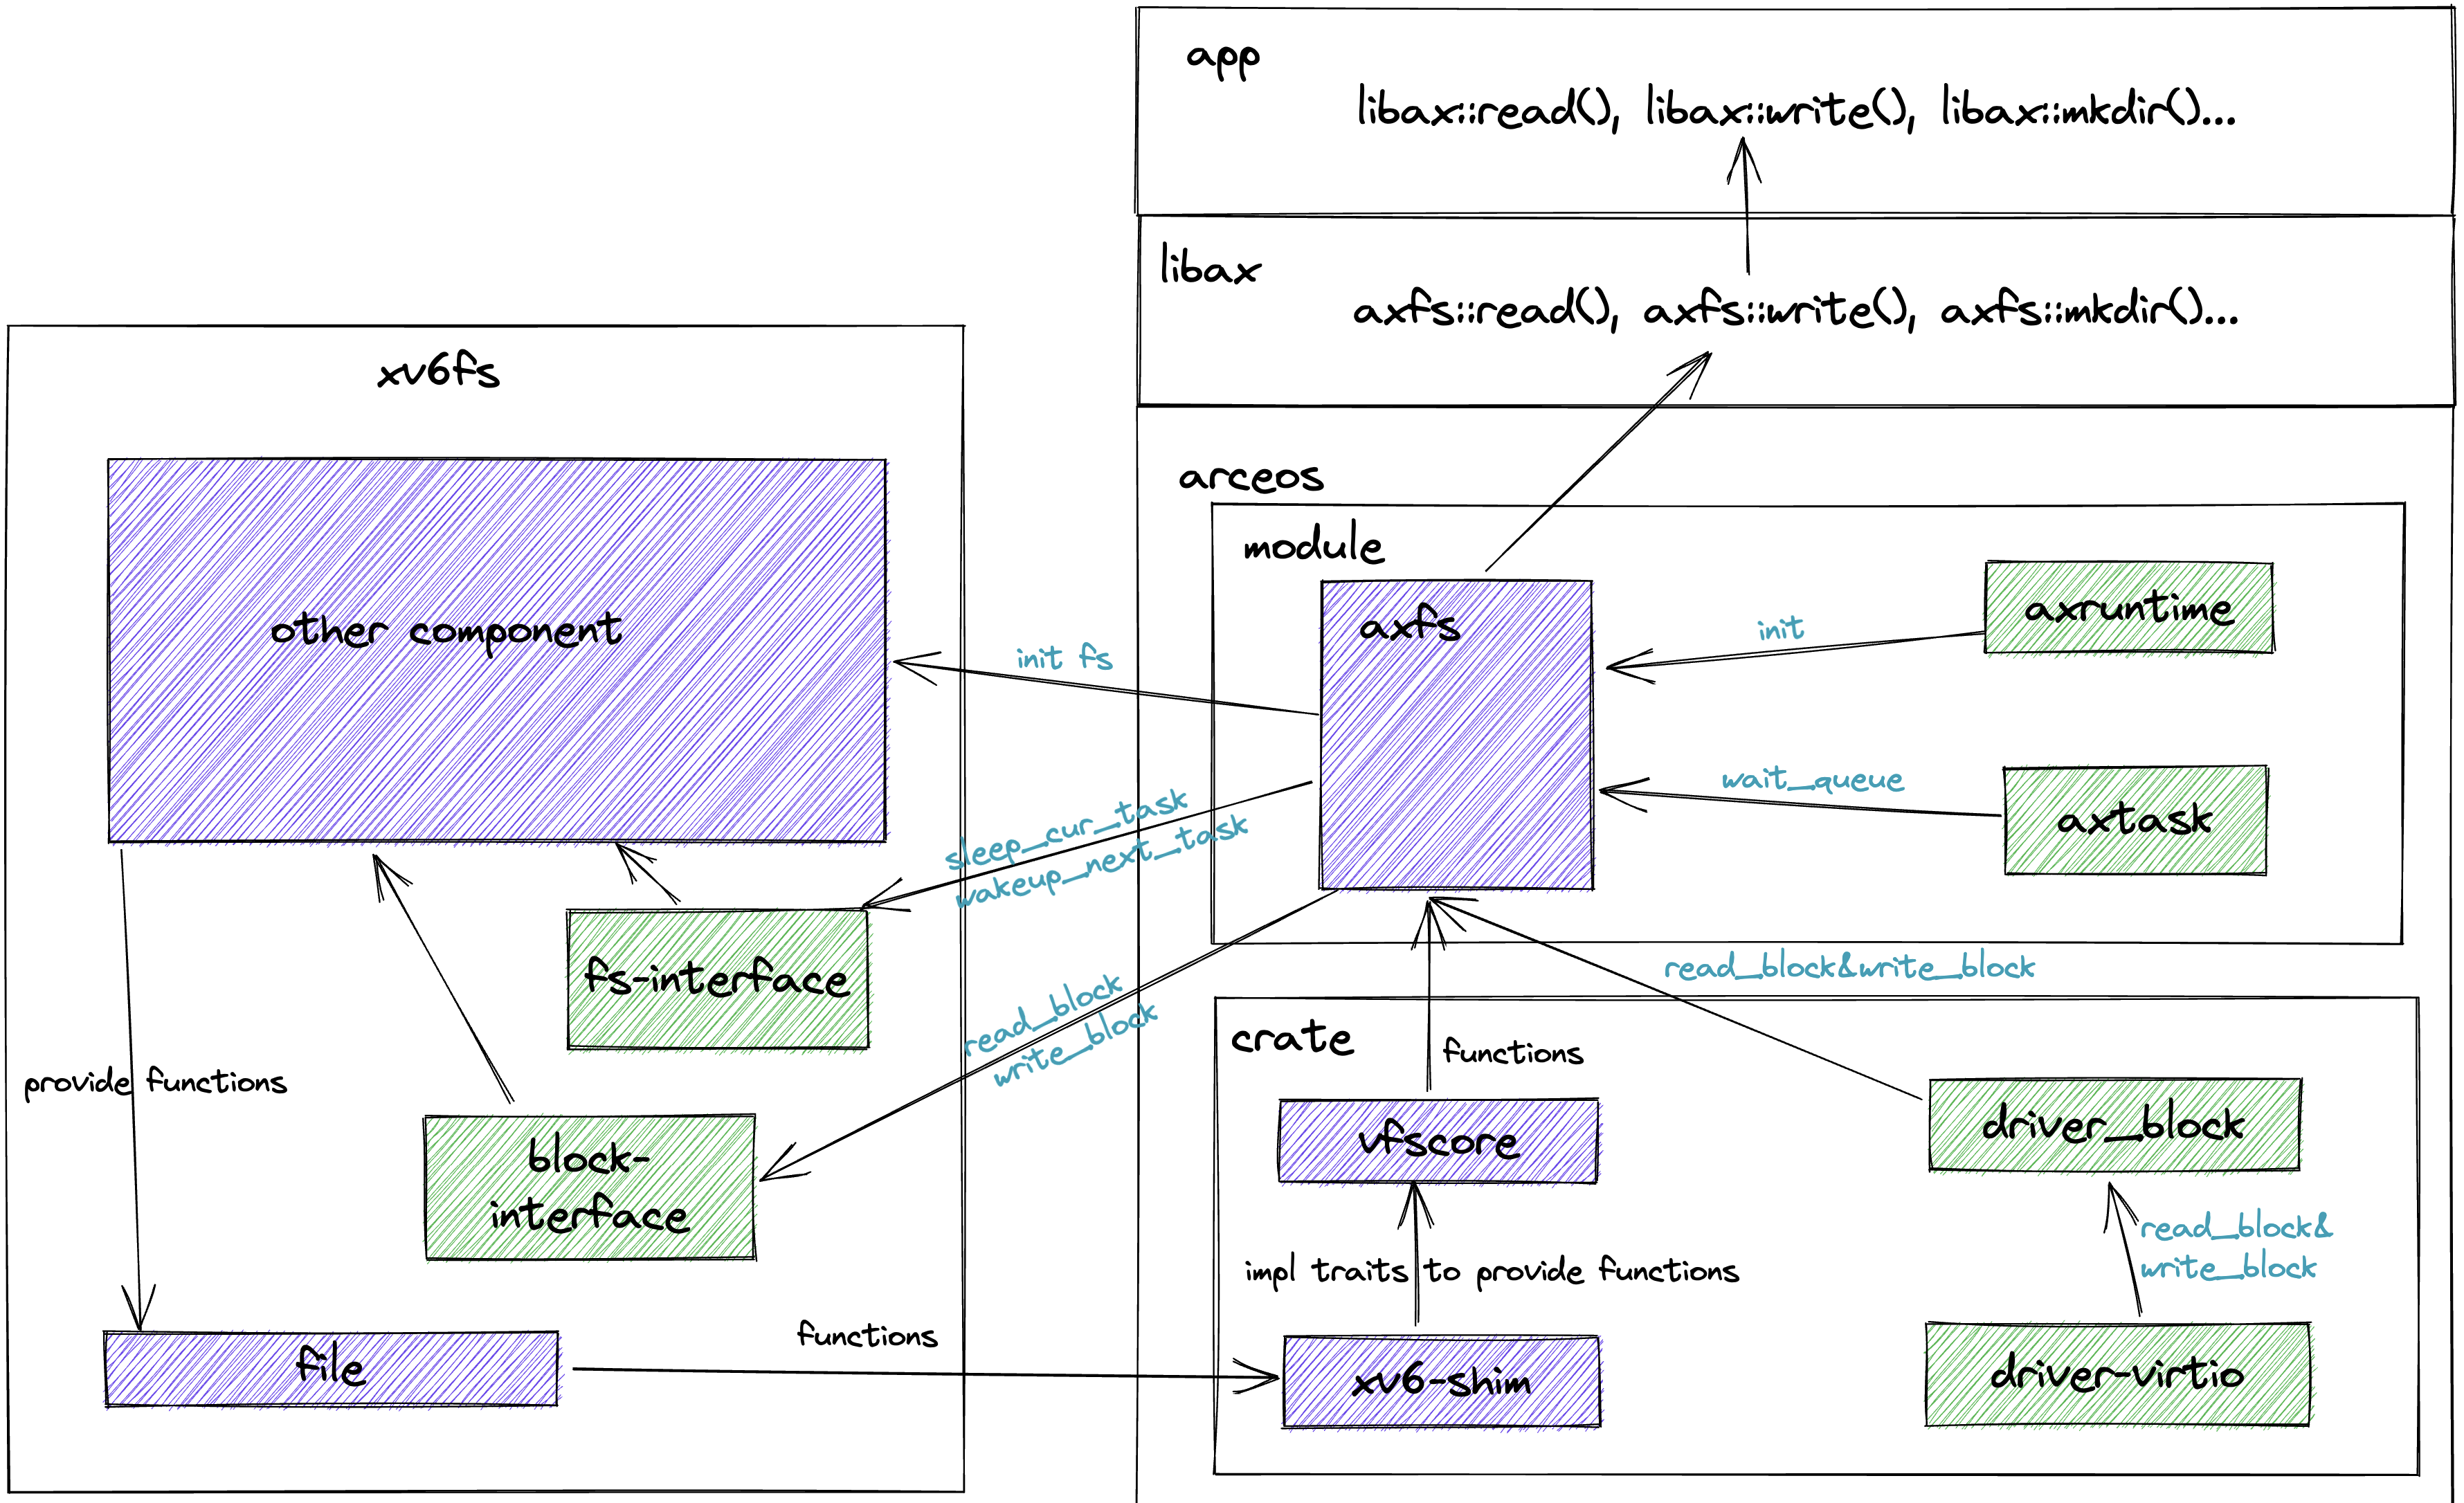 app
libax::read(), libax::write(), libax::mkdir()...
libax
axfs::read(), axfs::write(), axfs::mkdir()...
xv6fs
other component
fs-interface
provide functions
block-
interface
file
functions
init fs
sleep_cur_task
wakeup_next_task
read_block
write_block
arceos
module
axfs
init
axruntime
wait_queue
axtask
read_block&write_block
crate
functions
vfscore
impl traits to provide functions
xv6-shim
driver_block
read_block&
write_block
driver-virtio